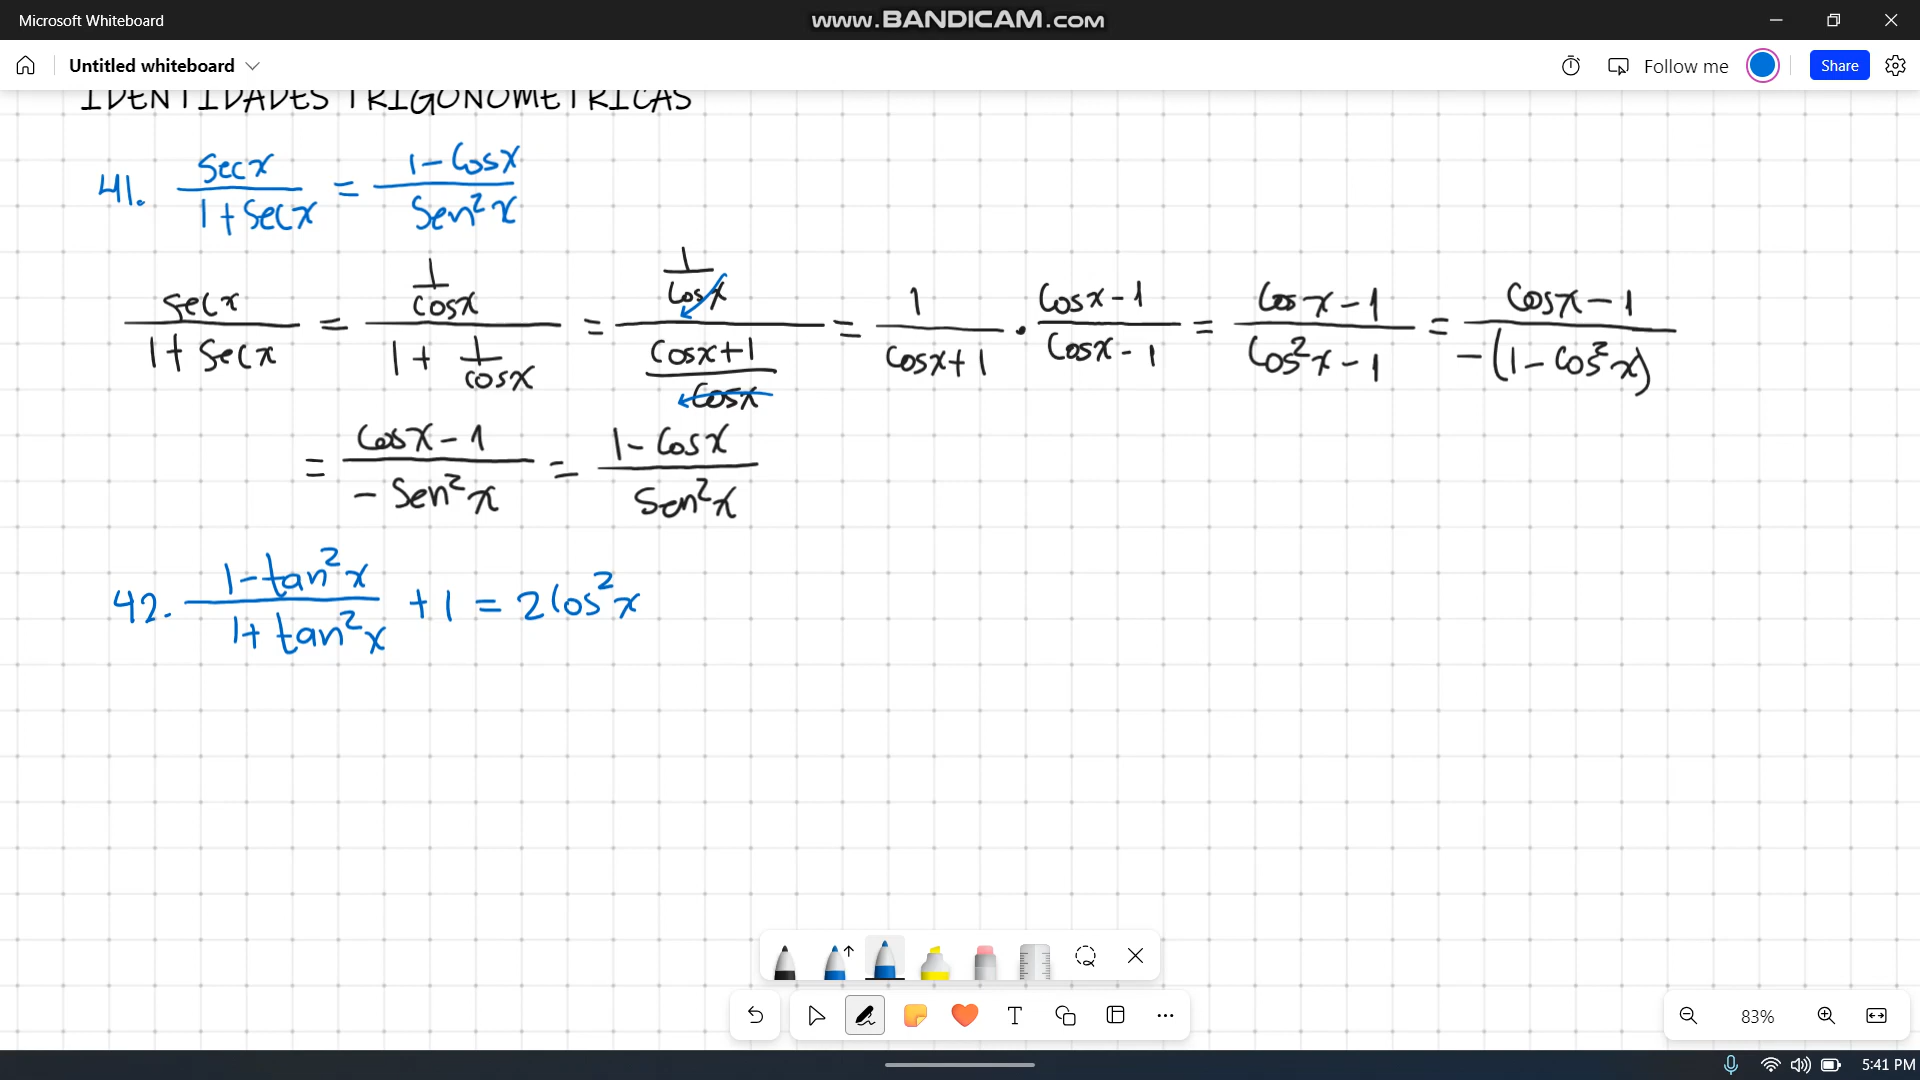 Microsoft Whiteboard
www.BANDICAM.com
Untitled whiteboard
Follow me
Share
IDENTIDADES TRIGONOMETRICAS
41. secx / (1 + secx) = (1 - Cosx) / Sen²x
secx / (1 + Secx) = (1/cosx) / (1 + 1/cosx) = (1/Cosx) / ((Cosx+1)/Cosx) = 1/(Cosx+1) · (Cosx-1)/(Cosx-1) = (Cosx-1)/(Cos²x-1) = (Cosx-1)/(-(1-Cos²x))
= (Cosx-1)/(-Sen²x) = (1-Cosx)/(Sen²x)
42. (1-tan²x)/(1+tan²x) + 1 = 2Cos²x
83%
5:41 PM